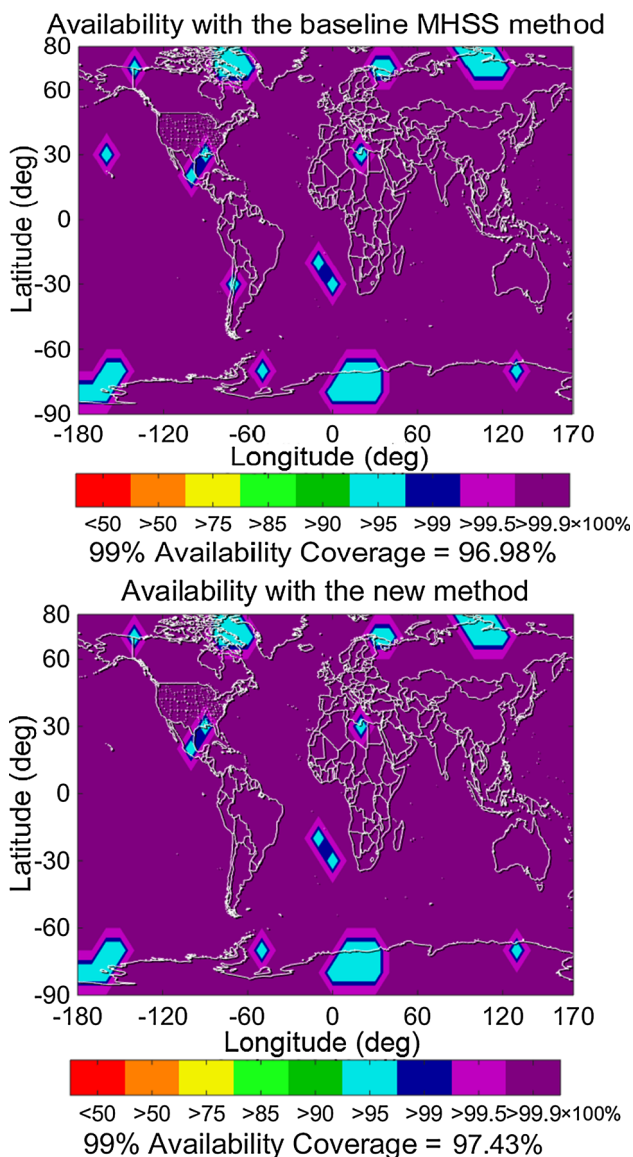 Availability with the baseline MHSS method
80
60
30
0
-30
-60
-90
Latitude (deg)
-180 -120 -60 0 60 120 170
Longitude (deg)
<50 >50 >75 >85 >90 >95 >99 >99.5 >99.9×100%
99% Availability Coverage = 96.98%
Availability with the new method
80
60
30
0
-30
-60
-90
Latitude (deg)
-180 -120 -60 0 60 120 170
Longitude (deg)
<50 >50 >75 >85 >90 >95 >99 >99.5 >99.9×100%
99% Availability Coverage = 97.43%